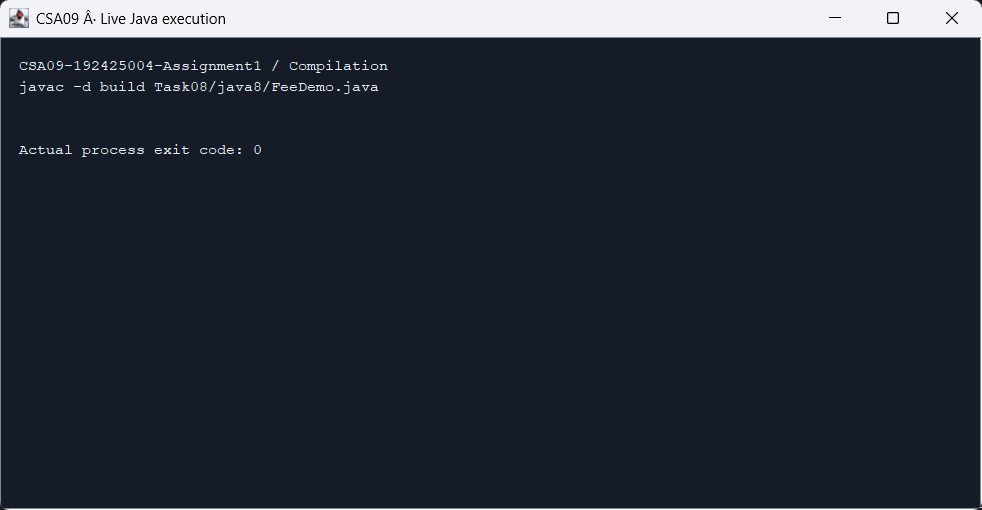 CSA09 Â· Live Java execution
CSA09-192425004-Assignment1 / Compilation
javac -d build Task08/java8/FeeDemo.java
Actual process exit code: 0